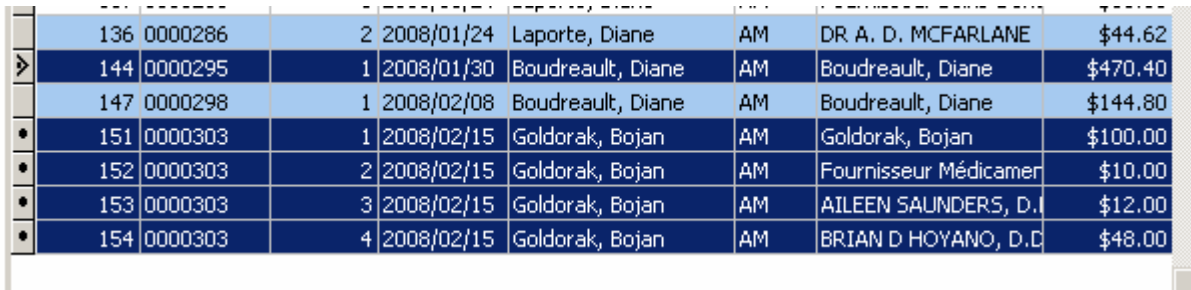 136 0000286 2 2008/01/24 Laporte, Diane AM DR A. D. MCFARLANE $44.62
144 0000295 1 2008/01/30 Boudreault, Diane AM Boudreault, Diane $470.40
147 0000298 1 2008/02/08 Boudreault, Diane AM Boudreault, Diane $144.80
151 0000303 1 2008/02/15 Goldorak, Bojan AM Goldorak, Bojan $100.00
152 0000303 2 2008/02/15 Goldorak, Bojan AM Fournisseur Médicamen $10.00
153 0000303 3 2008/02/15 Goldorak, Bojan AM AILEEN SAUNDERS, D. $12.00
154 0000303 4 2008/02/15 Goldorak, Bojan AM BRIAN D HOYANO, D.D $48.00